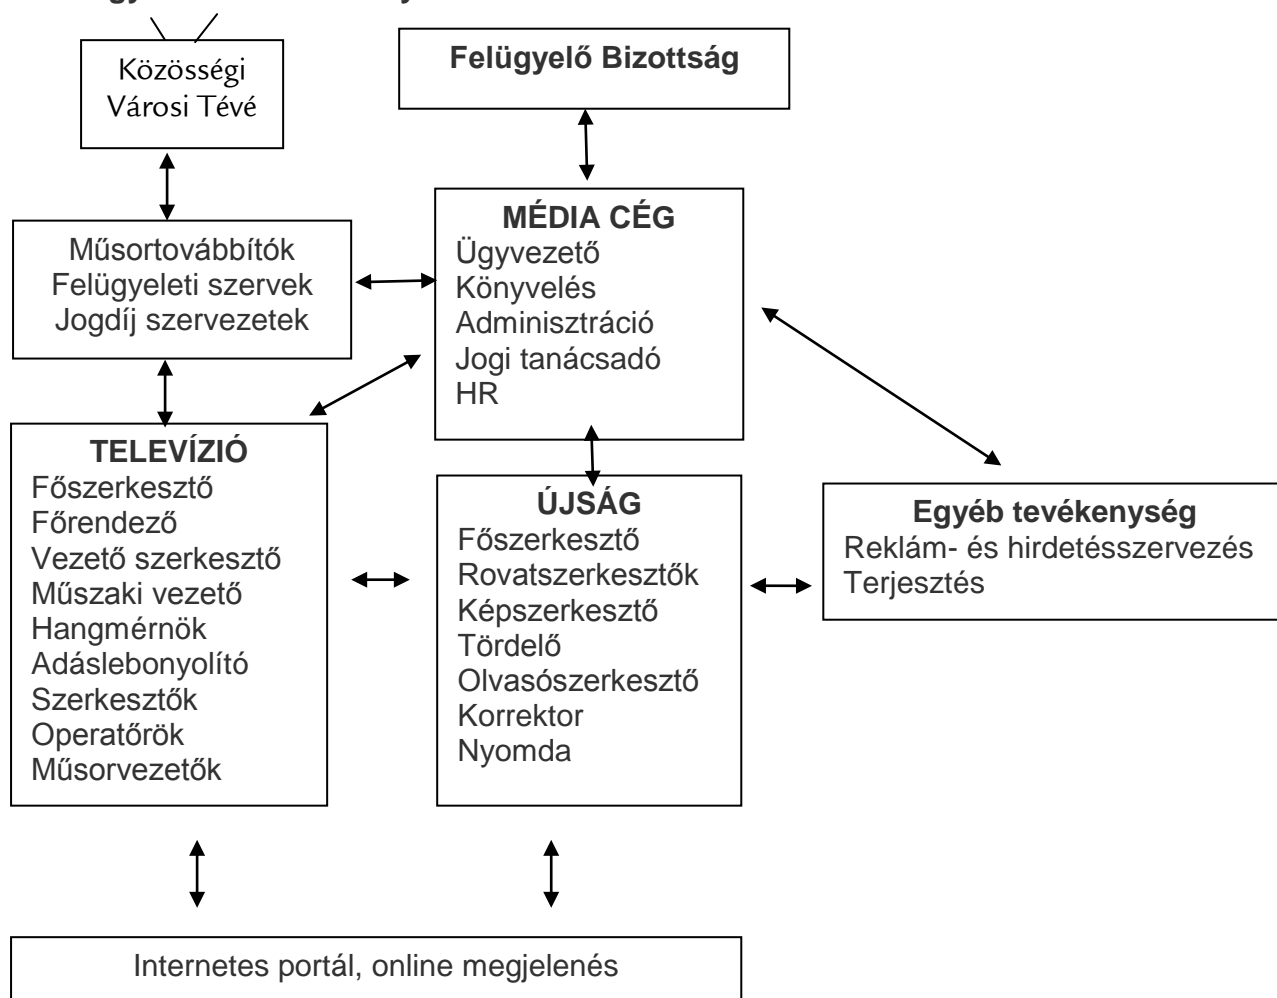 Közösségi
Városi Tévé
Felügyelő Bizottság
Műsortovábbítók
Felügyeleti szervek
Jogdíj szervezetek
MÉDIA CÉG
Ügyvezető
Könyvelés
Adminisztráció
Jogi tanácsadó
HR
TELEVÍZIÓ
Főszerkesztő
Főrendező
Vezető szerkesztő
Műszaki vezető
Hangmérnök
Adáslebonyolító
Szerkesztők
Operatőrök
Műsorvezetők
ÚJSÁG
Főszerkesztő
Rovatszerkesztők
Képszerkesztő
Tördelő
Olvasószerkesztő
Korrektor
Nyomda
Egyéb tevékenység
Reklám- és hirdetésszervezés
Terjesztés
Internetes portál, online megjelenés